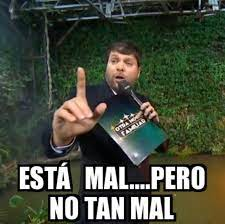 ESTÁ MAL....PERO
NO TAN MAL